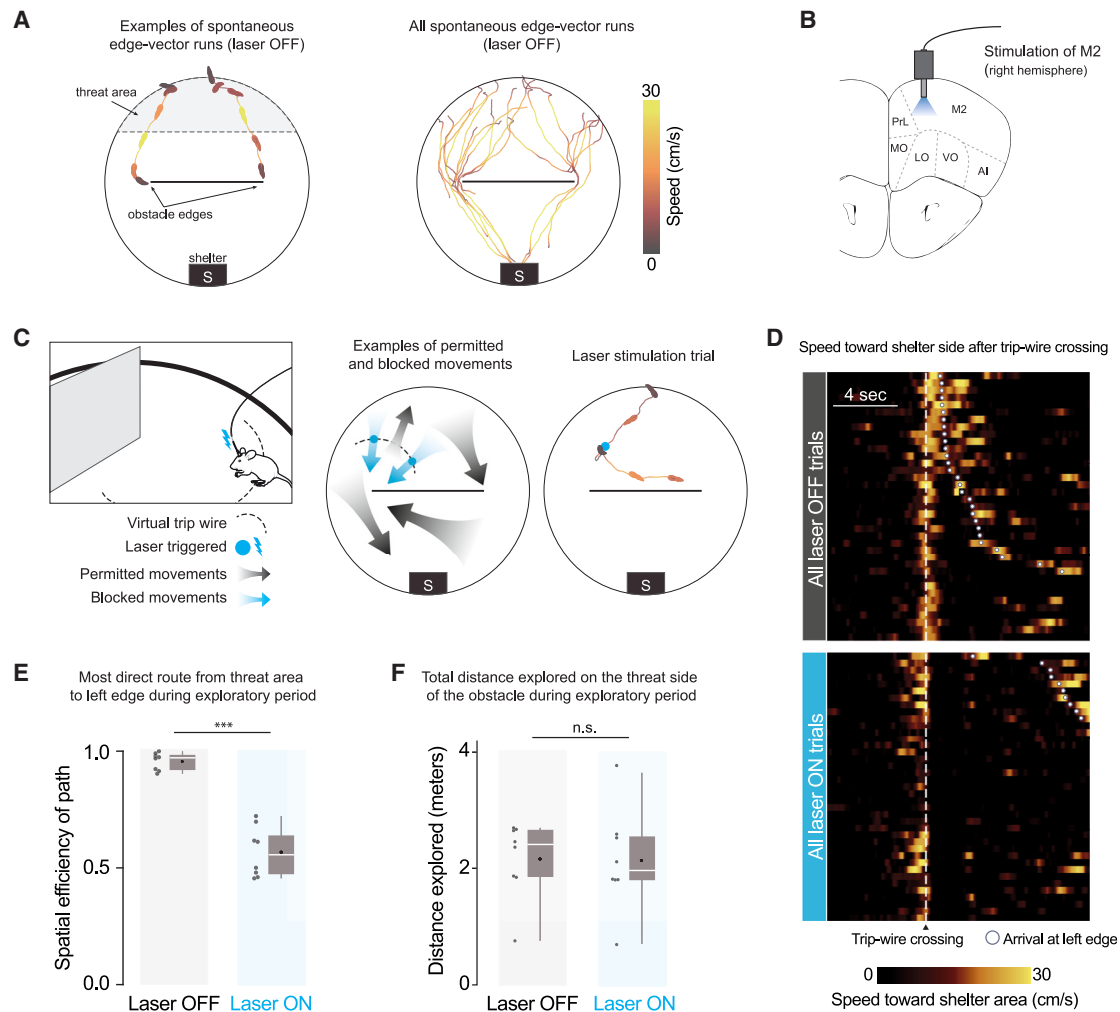 A
Examples of spontaneous
edge-vector runs (laser OFF)
threat area
obstacle edges
shelter
S
All spontaneous edge-vector runs
(laser OFF)
S
30
Speed (cm/s)
0
B
Stimulation of M2
(right hemisphere)
M2
PrL
MO
LO
VO
AI
C
Virtual trip wire
Laser triggered
Permitted movements
Blocked movements
Examples of permitted
and blocked movements
S
Laser stimulation trial
S
D
Speed toward shelter side after trip-wire crossing
4 sec
All laser OFF trials
All laser ON trials
Trip-wire crossing
Arrival at left edge
0
30
Speed toward shelter area (cm/s)
E
Most direct route from threat area
to left edge during exploratory period
***
1.0
0.5
0.0
Spatial efficiency of path
Laser OFF
Laser ON
F
Total distance explored on the threat side
of the obstacle during exploratory period
n.s.
4
2
0
Distance explored (meters)
Laser OFF
Laser ON